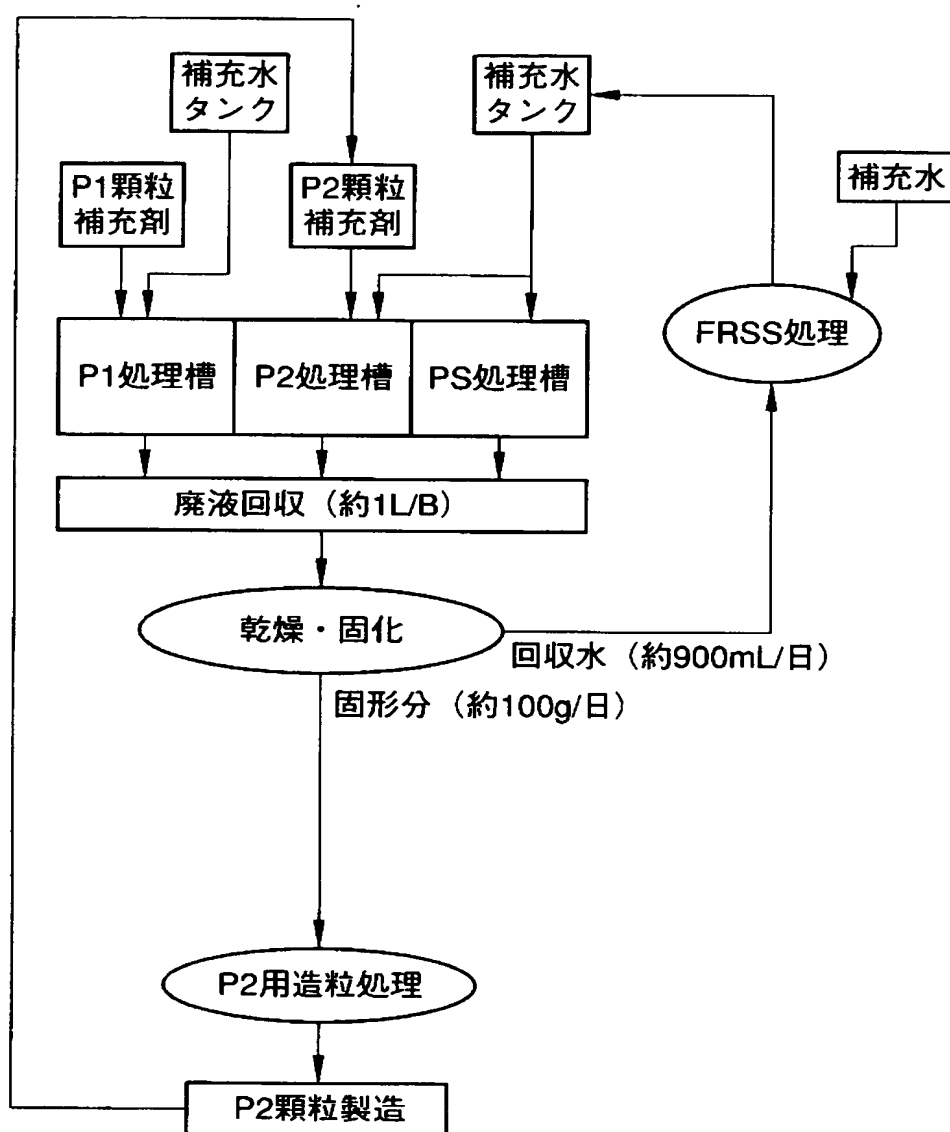 補充水
タンク
補充水
タンク
P1顆粒
補充剤
P2顆粒
補充剤
補充水
FRSS処理
P1処理槽
P2処理槽
PS処理槽
廃液回収（約1L/B）
乾燥・固化
回収水（約900mL/日）
固形分（約100g/日）
P2用造粒処理
P2顆粒製造